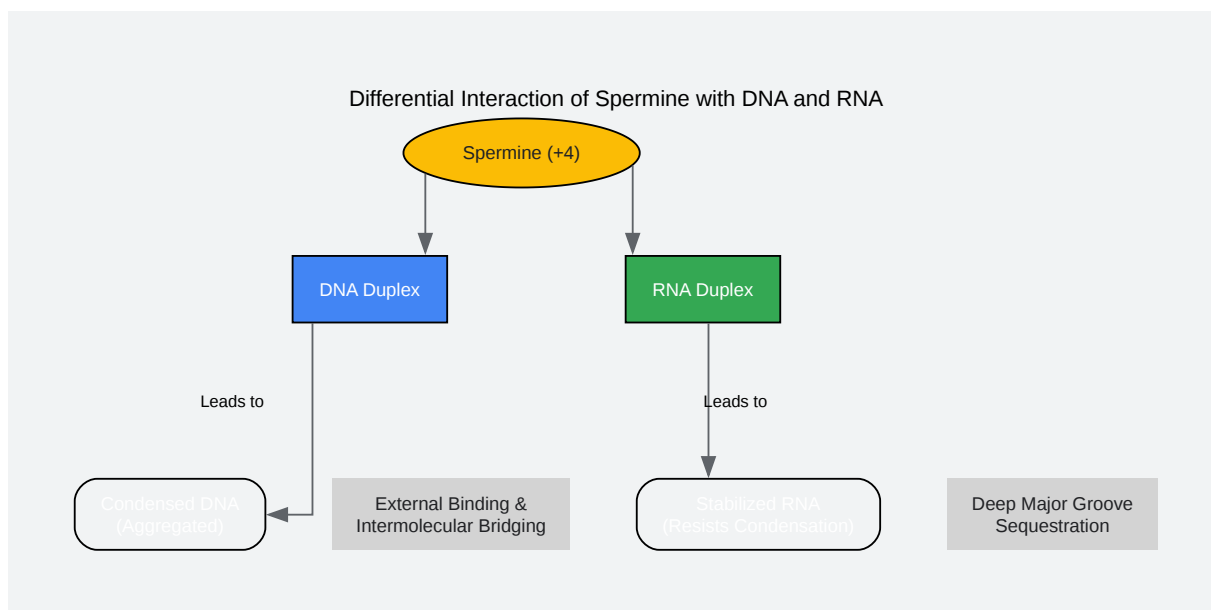 Differential Interaction of Spermine with DNA and RNA
Spermine (+4)
DNA Duplex
RNA Duplex
Leads to
Leads to
Condensed DNA
(Aggregated)
External Binding &
Intermolecular Bridging
Stabilized RNA
(Resists Condensation)
Deep Major Groove
Sequestration